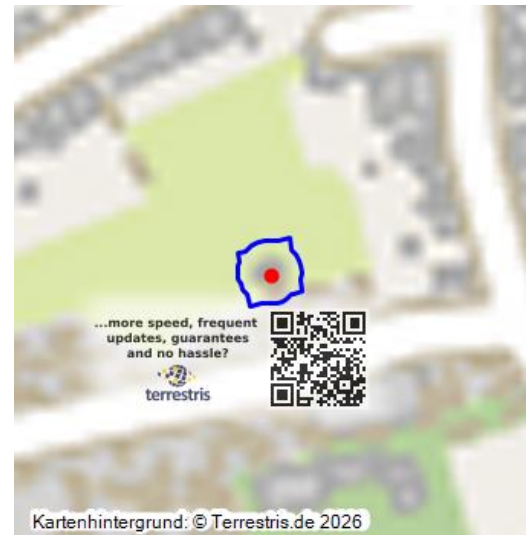 ...more speed, frequent
updates, guarantees
and no hassle?
terrestris
Kartenhintergrund: © Terrestris.de 2026